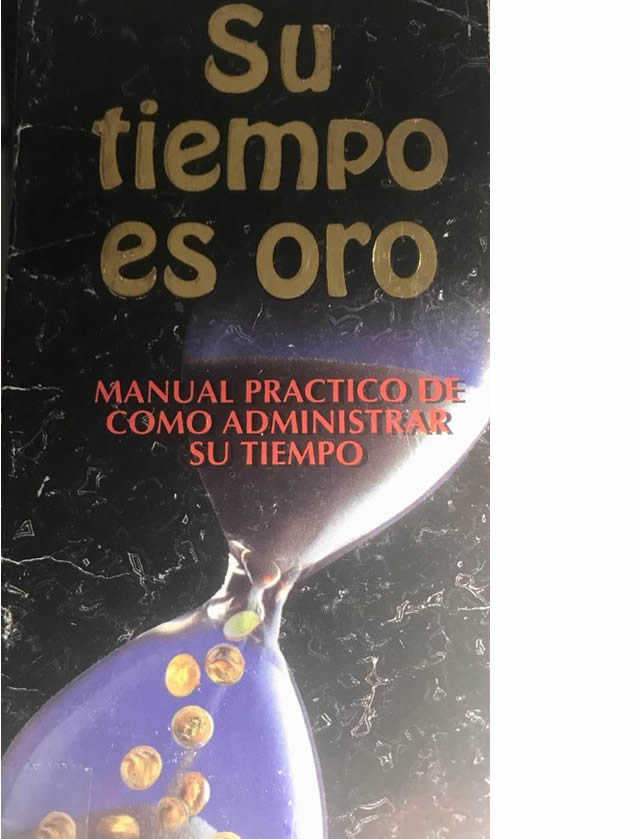 Su
tiempo
es oro
MANUAL PRACTICO DE
COMO ADMINISTRAR
SU TIEMPO